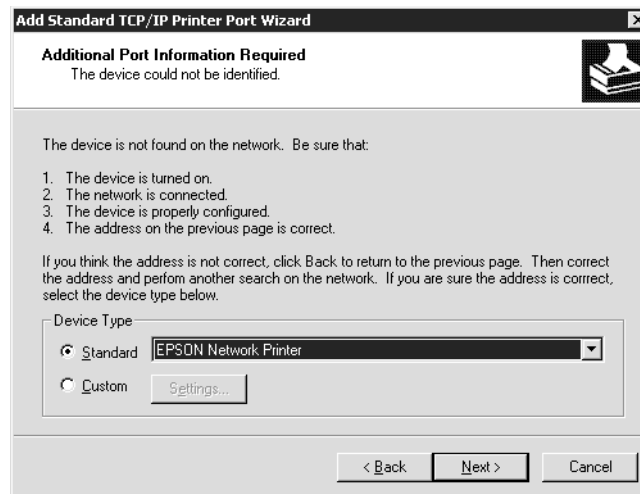 Add Standard TCP/IP Printer Port Wizard
Additional Port Information Required
The device could not be identified.
The device is not found on the network. Be sure that:
1. The device is turned on.
2. The network is connected.
3. The device is properly configured.
4. The address on the previous page is correct.
If you think the address is not correct, click Back to return to the previous page. Then correct
the address and perfom another search on the network. If you are sure the address is corrrect,
select the device type below.
Device Type
Standard EPSON Network Printer
Custom Settings...
< Back Next > Cancel